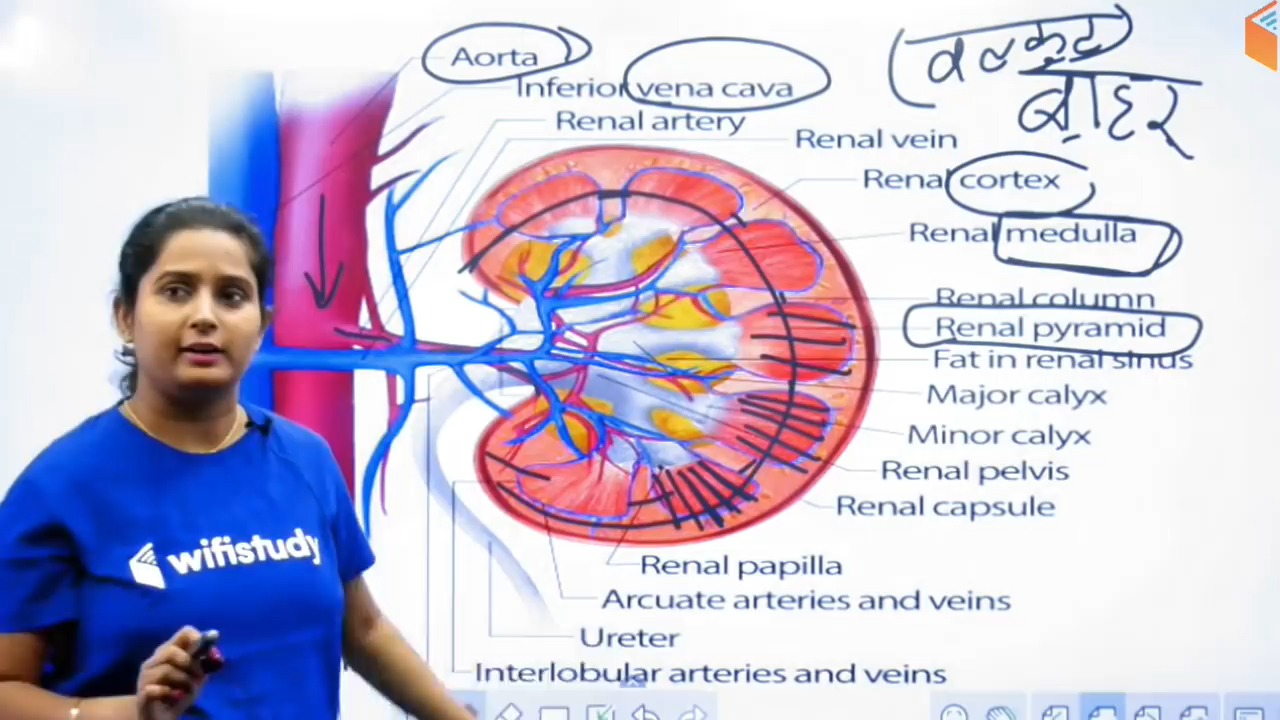 Aorta
Inferior vena cava
Renal artery
Renal vein
Renal cortex
Renal medulla
Renal column
Renal pyramid
Fat in renal sinus
Major calyx
Minor calyx
Renal pelvis
Renal capsule
Renal papilla
Arcuate arteries and veins
Ureter
Interlobular arteries and veins
बाहर
wifistudy